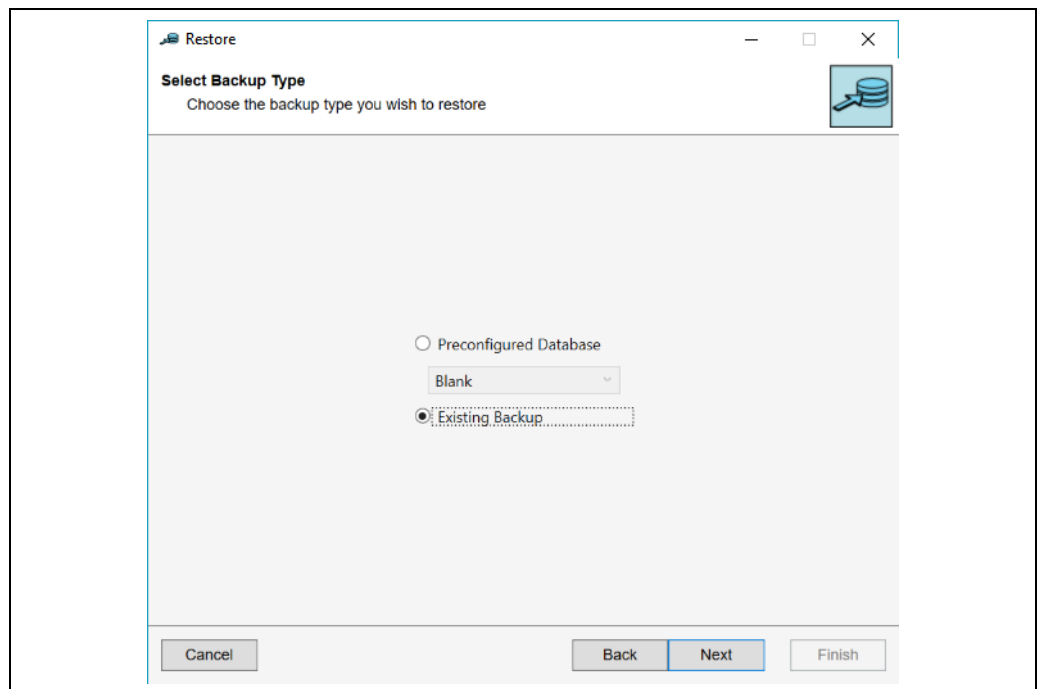 Restore
Select Backup Type
Choose the backup type you wish to restore
Preconfigured Database
Blank
Existing Backup
Cancel Back Next Finish